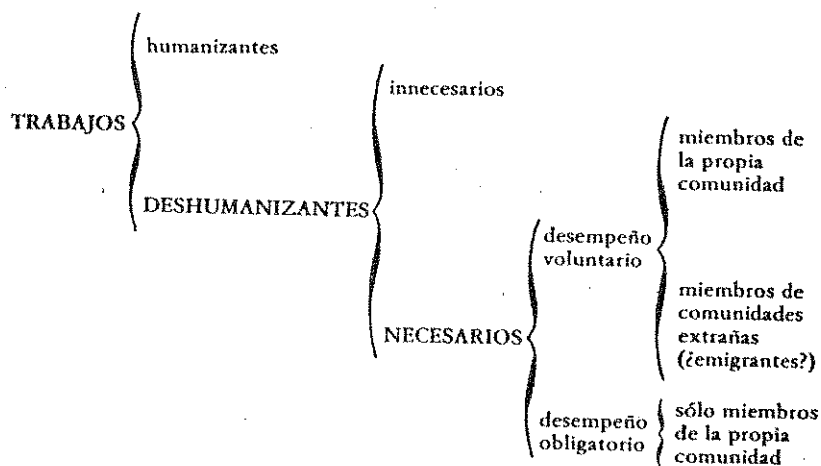 TRABAJOS
humanizantes
DESHUMANIZANTES
innecesarios
NECESARIOS
desempeño
voluntario
miembros de
la propia
comunidad
miembros de
comunidades
extrañas
(¿emigrantes?)
desempeño
obligatorio
sólo miembros
de la propia
comunidad